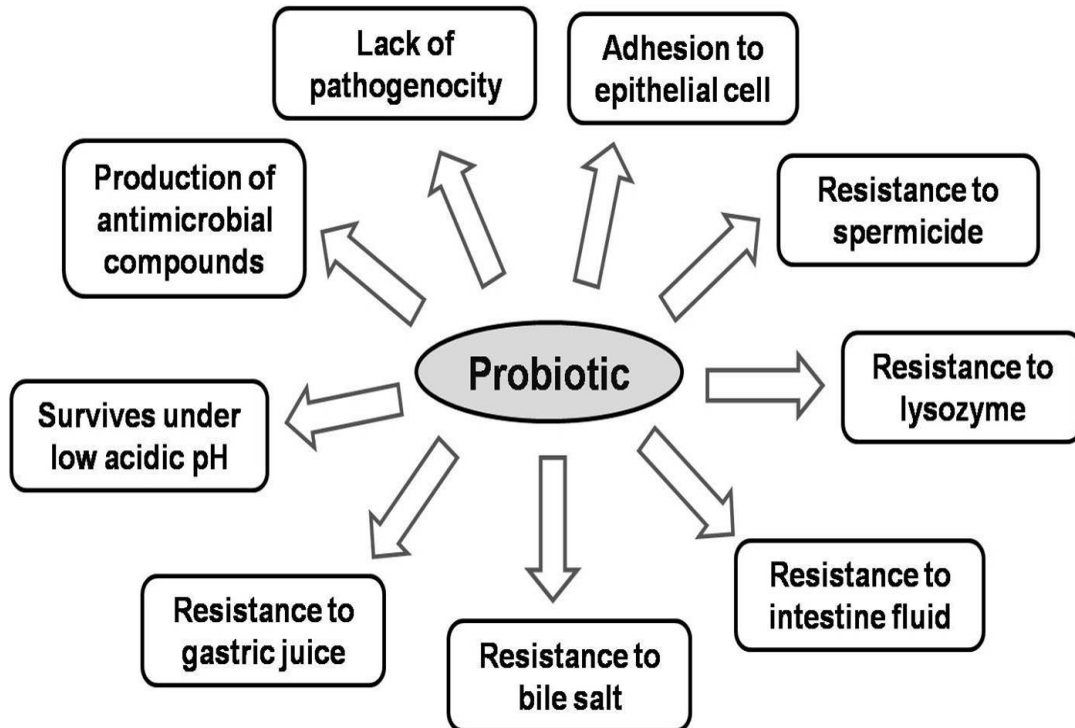 Lack of
pathogenocity
Adhesion to
epithelial cell
Production of
antimicrobial
compounds
Resistance to
spermicide
Probiotic
Resistance to
lysozyme
Survives under
low acidic pH
Resistance to
intestine fluid
Resistance to
gastric juice
Resistance to
bile salt